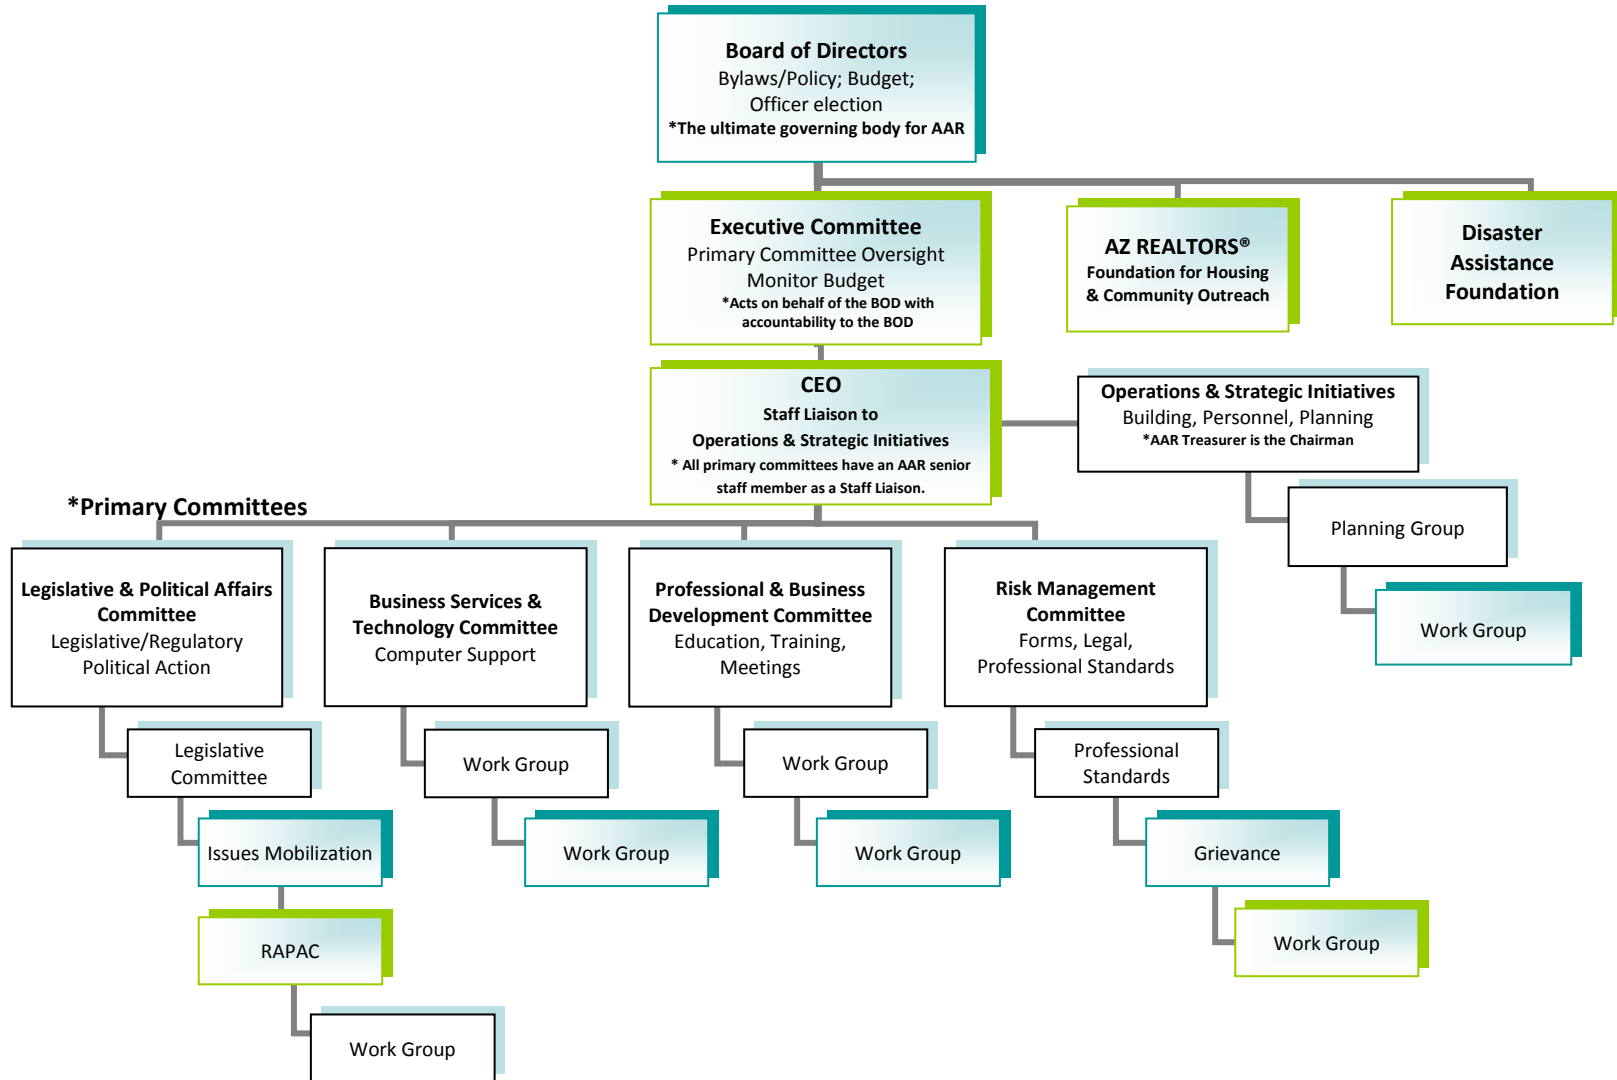 Board of Directors
Bylaws/Policy; Budget;
Officer election
*The ultimate governing body for AAR
Executive Committee
Primary Committee Oversight
Monitor Budget
*Acts on behalf of the BOD with
accountability to the BOD
AZ REALTORS®
Foundation for Housing
& Community Outreach
Disaster
Assistance
Foundation
CEO
Staff Liaison to
Operations & Strategic Initiatives
* All primary committees have an AAR senior
staff member as a Staff Liaison.
Operations & Strategic Initiatives
Building, Personnel, Planning
*AAR Treasurer is the Chairman
Planning Group
Work Group
*Primary Committees
Legislative & Political Affairs
Committee
Legislative/Regulatory
Political Action
Business Services &
Technology Committee
Computer Support
Professional & Business
Development Committee
Education, Training,
Meetings
Risk Management
Committee
Forms, Legal,
Professional Standards
Legislative
Committee
Work Group
Work Group
Professional
Standards
Issues Mobilization
Work Group
Work Group
Grievance
RAPAC
Work Group
Work Group